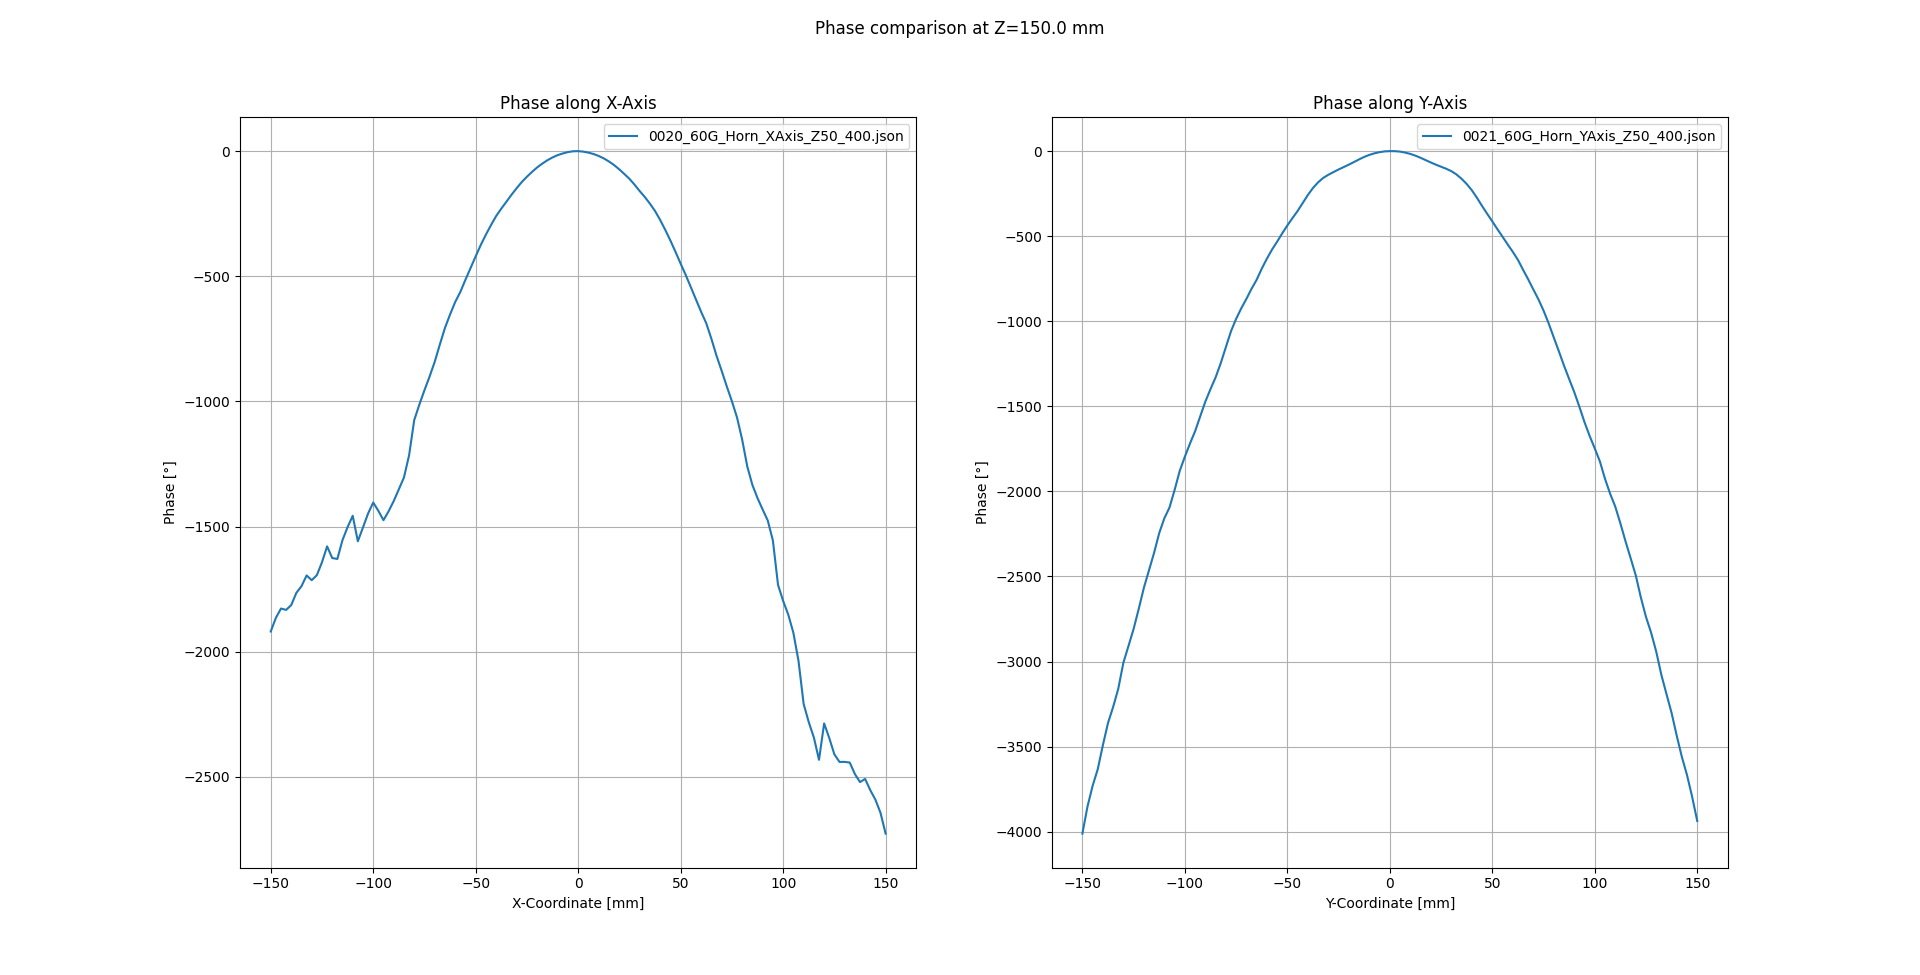 Phase comparison at Z=150.0 mm
Phase along X-Axis
0020_60G_Horn_XAxis_Z50_400.json
0
−500
−1000
−1500
−2000
−2500
Phase [°]
−150 −100 −50 0 50 100 150
X-Coordinate [mm]
Phase along Y-Axis
0021_60G_Horn_YAxis_Z50_400.json
0
−500
−1000
−1500
−2000
−2500
−3000
−3500
−4000
Phase [°]
−150 −100 −50 0 50 100 150
Y-Coordinate [mm]